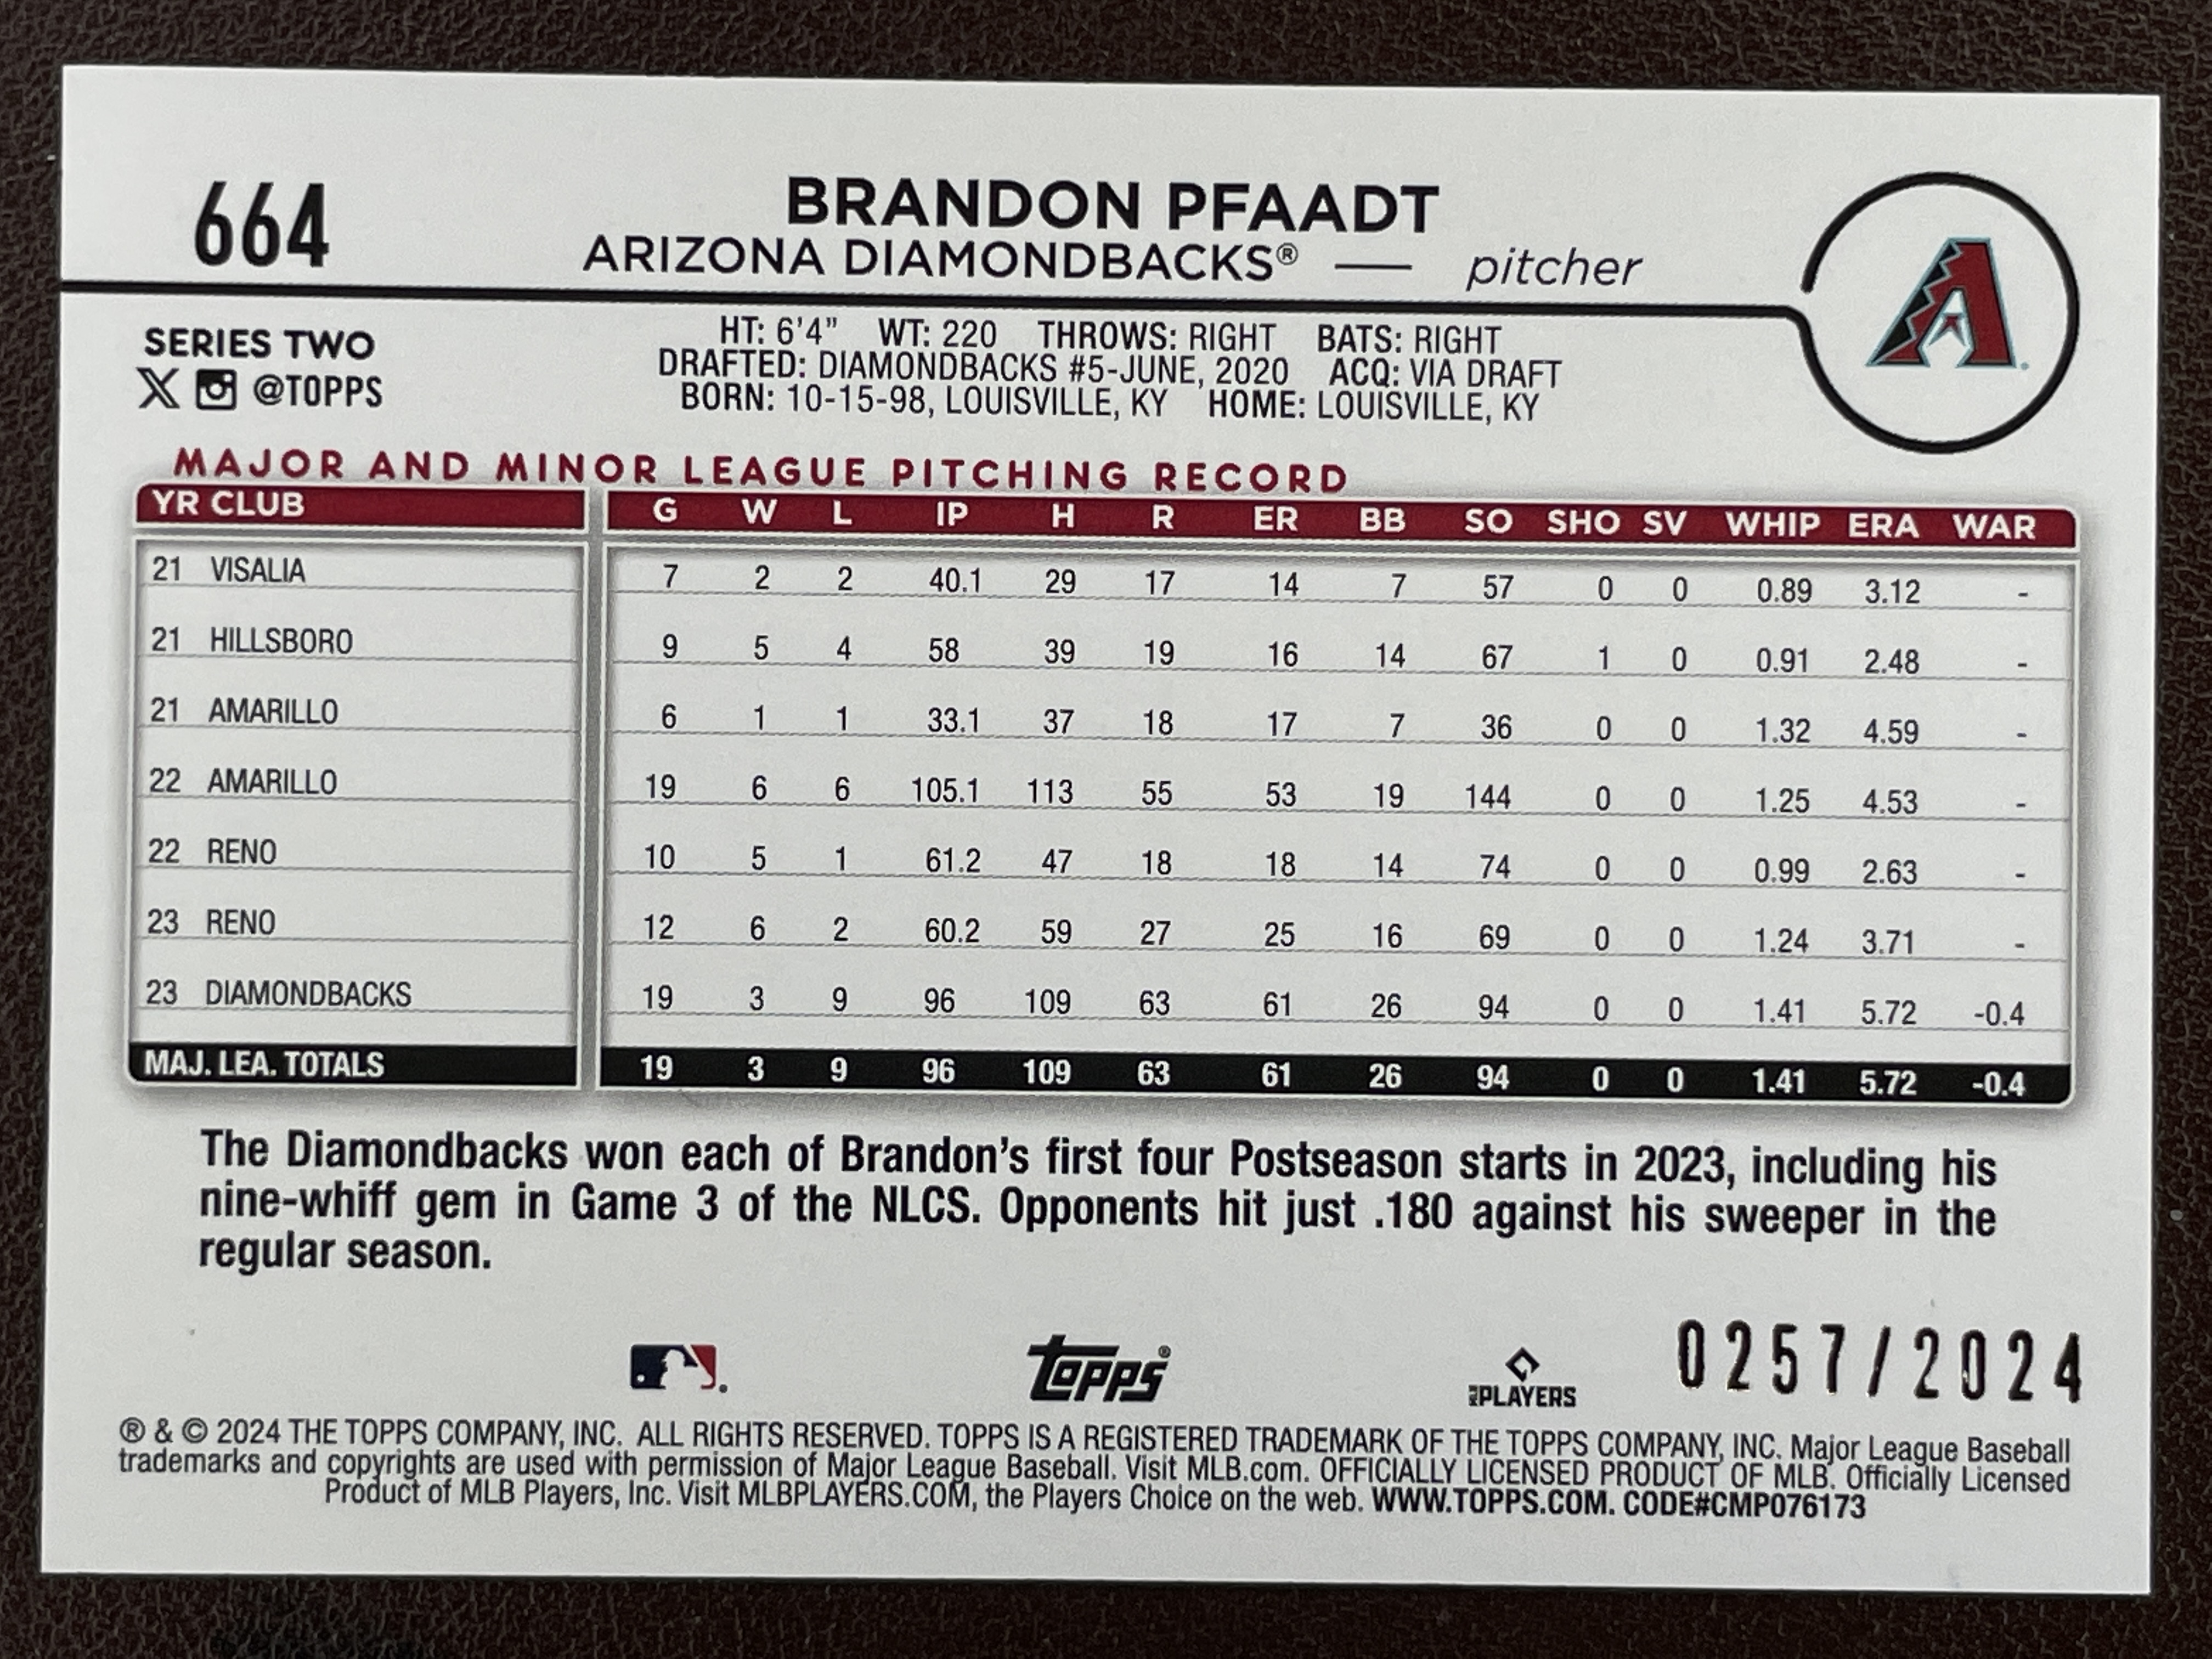 664
BRANDON PFAADT
ARIZONA DIAMONDBACKS® — pitcher
SERIES TWO
@TOPPS
HT: 6'4" WT: 220 THROWS: RIGHT BATS: RIGHT
DRAFTED: DIAMONDBACKS #5-JUNE, 2020 ACQ: VIA DRAFT
BORN: 10-15-98, LOUISVILLE, KY HOME: LOUISVILLE, KY
A
MAJOR AND MINOR LEAGUE PITCHING RECORD
YR CLUB G W L IP H R ER BB SO SHO SV WHIP ERA WAR
21 VISALIA 7 2 2 40.1 29 17 14 7 57 0 0 0.89 3.12 -
21 HILLSBORO 9 5 4 58 39 19 16 14 67 1 0 0.91 2.48 -
21 AMARILLO 6 1 1 33.1 37 18 17 7 36 0 0 1.32 4.59 -
22 AMARILLO 19 6 6 105.1 113 55 53 19 144 0 0 1.25 4.53 -
22 RENO 10 5 1 61.2 47 18 18 14 74 0 0 0.99 2.63 -
23 RENO 12 6 2 60.2 59 27 25 16 69 0 0 1.24 3.71 -
23 DIAMONDBACKS 19 3 9 96 109 63 61 26 94 0 0 1.41 5.72 -0.4
MAJ. LEA. TOTALS 19 3 9 96 109 63 61 26 94 0 0 1.41 5.72 -0.4
The Diamondbacks won each of Brandon's first four Postseason starts in 2023, including his
nine-whiff gem in Game 3 of the NLCS. Opponents hit just .180 against his sweeper in the
regular season.
topps®
MLB PLAYERS
0257/2024
® & © 2024 THE TOPPS COMPANY, INC. ALL RIGHTS RESERVED. TOPPS IS A REGISTERED TRADEMARK OF THE TOPPS COMPANY, INC. Major League Baseball
trademarks and copyrights are used with permission of Major League Baseball. Visit MLB.com. OFFICIALLY LICENSED PRODUCT OF MLB. Officially Licensed
Product of MLB Players, Inc. Visit MLBPLAYERS.COM, the Players Choice on the web. WWW.TOPPS.COM. CODE#CMP076173